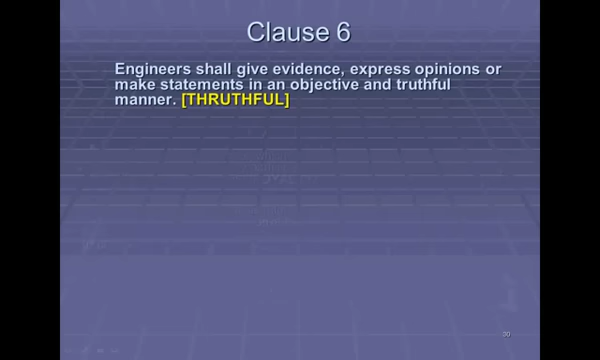 Clause 6
Engineers shall give evidence, express opinions or
make statements in an objective and truthful
manner. [THRUTHFUL]
30